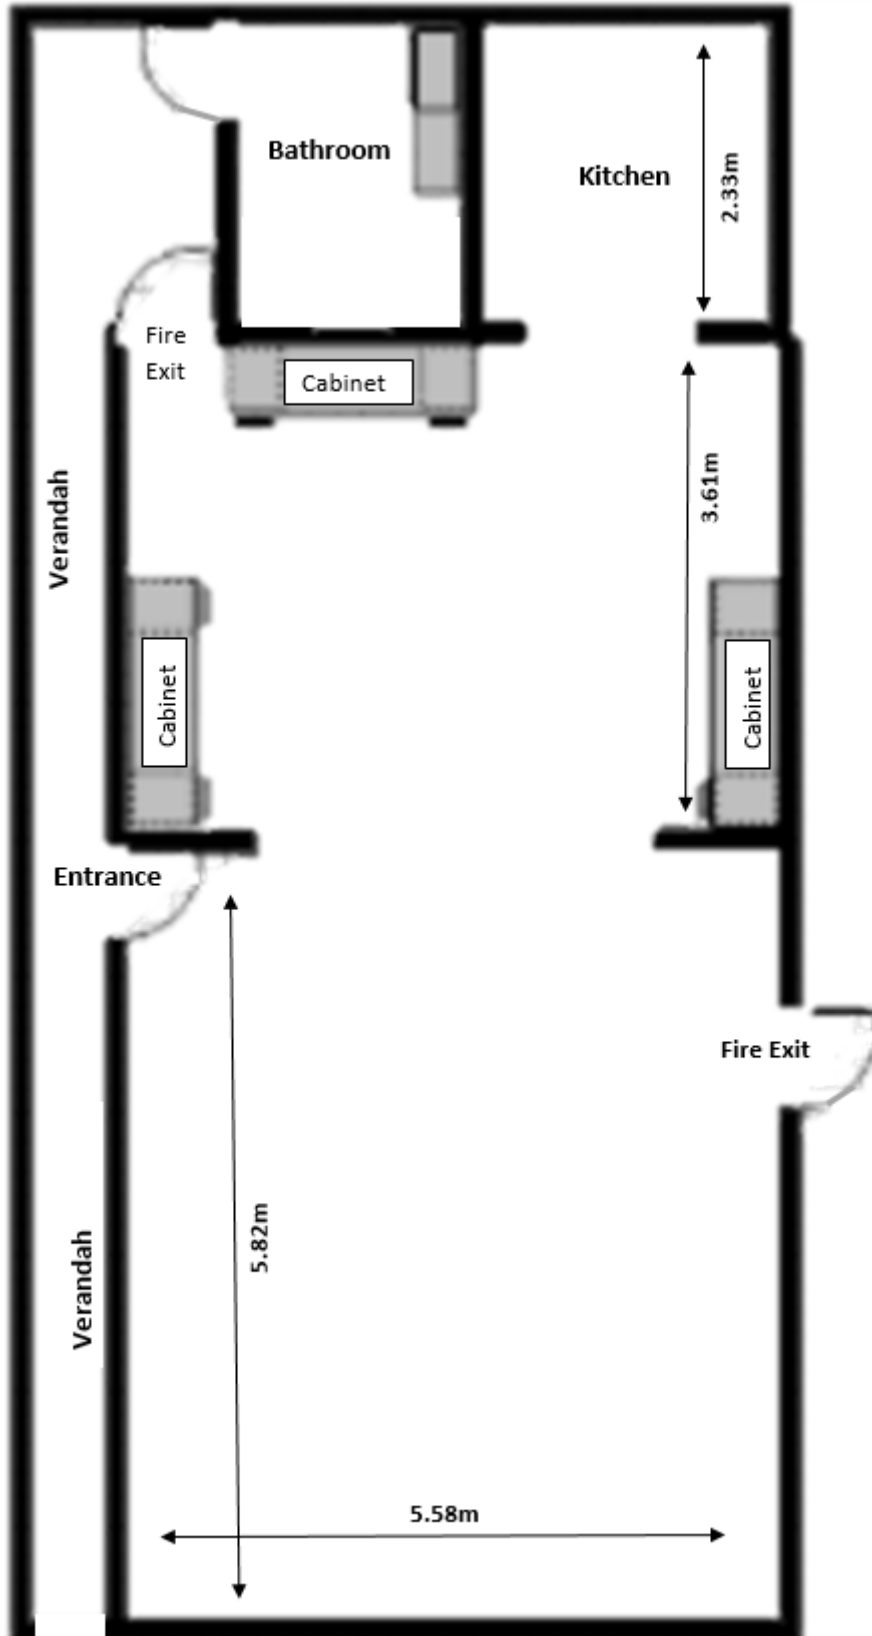 Bathroom
Kitchen
2.33m
Fire
Exit
Cabinet
3.61m
Verandah
Cabinet
Cabinet
Entrance
Fire Exit
5.82m
Verandah
5.58m